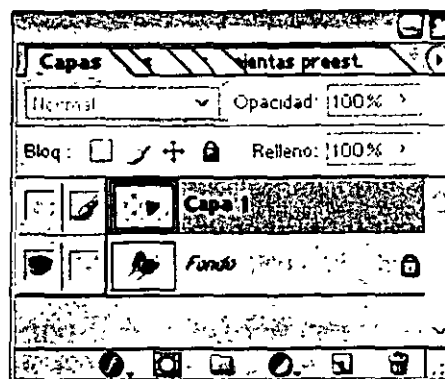 Capas ientas preest.
Normal Opacidad: 100%
Bloq: Relleno: 100%
Capa 1
Fondo